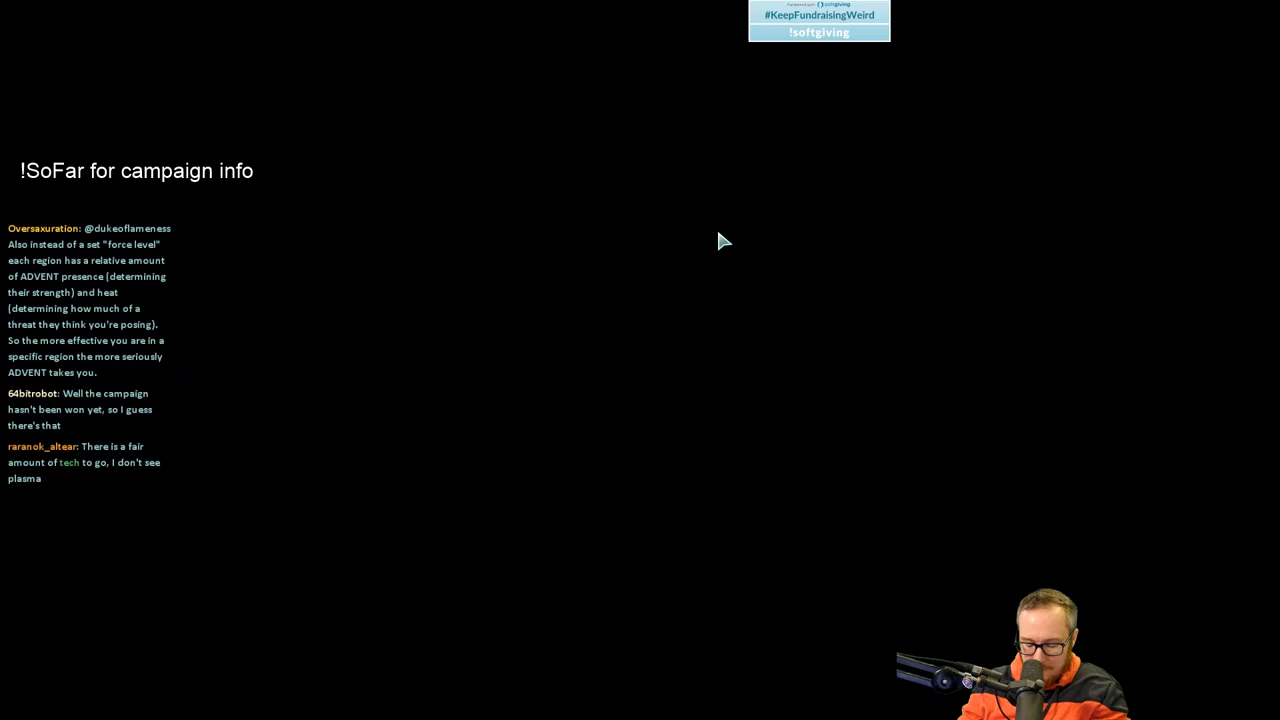 Powered with softgiving
#KeepFundraisingWeird
!softgiving
!SoFar for campaign info
Oversaxuration: @dukeoflameness
Also instead of a set "force level"
each region has a relative amount
of ADVENT presence (determining
their strength) and heat
(determining how much of a
threat they think you're posing).
So the more effective you are in a
specific region the more seriously
ADVENT takes you.
64bitrobot: Well the campaign
hasn't been won yet, so I guess
there's that
raranok_altear: There is a fair
amount of tech to go, I don't see
plasma